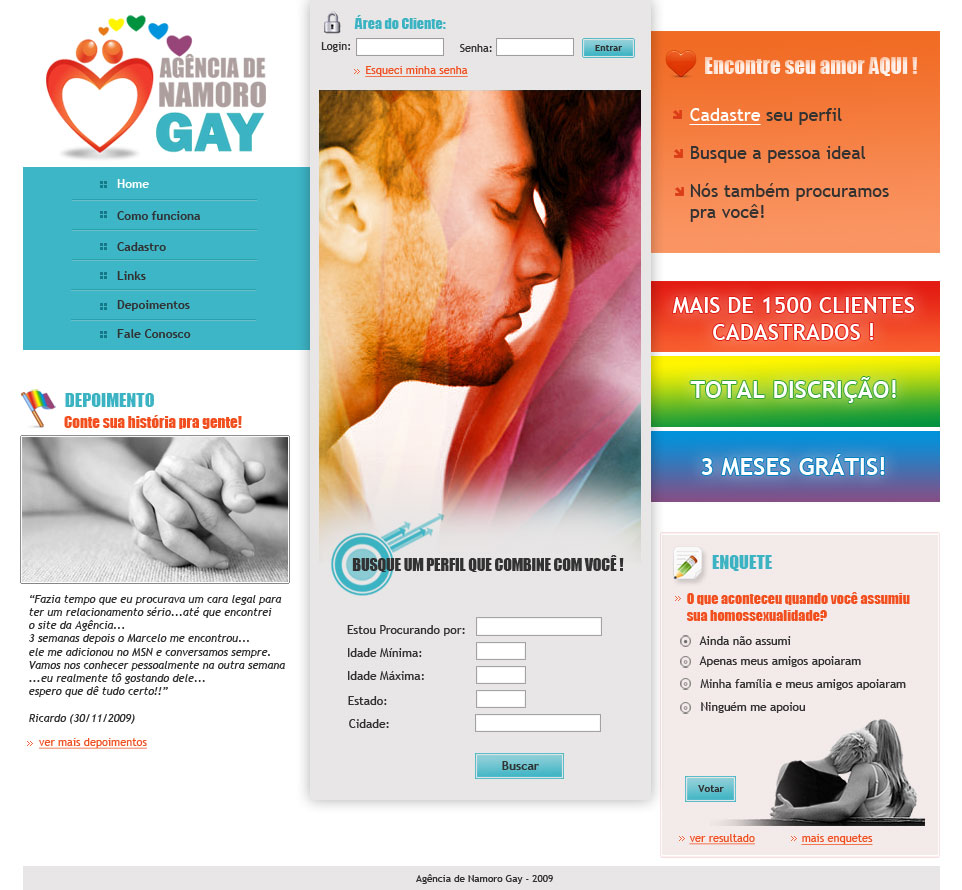 AGÊNCIA DE
NAMORO
GAY
Home
Como funciona
Cadastro
Links
Depoimentos
Fale Conosco
DEPOIMENTO
Conte sua história pra gente!
“Fazia tempo que eu procurava um cara legal para
ter um relacionamento sério...até que encontrei
o site da Agência...
3 semanas depois o Marcelo me encontrou...
ele me adicionou no MSN e conversamos sempre.
Vamos nos conhecer pessoalmente na outra semana
...eu realmente tô gostando dele...
espero que dê tudo certo!!”
Ricardo (30/11/2009)
ver mais depoimentos
Área do Cliente:
Login:
Senha:
Entrar
Esqueci minha senha
BUSQUE UM PERFIL QUE COMBINE COM VOCÊ !
Estou Procurando por:
Idade Mínima:
Idade Máxima:
Estado:
Cidade:
Buscar
Encontre seu amor AQUI !
Cadastre seu perfil
Busque a pessoa ideal
Nós também procuramos
pra você!
MAIS DE 1500 CLIENTES
CADASTRADOS !
TOTAL DISCRIÇÃO!
3 MESES GRÁTIS!
ENQUETE
O que aconteceu quando você assumiu
sua homossexualidade?
Ainda não assumi
Apenas meus amigos apoiaram
Minha família e meus amigos apoiaram
Ninguém me apoiou
Votar
ver resultado
mais enquetes
Agência de Namoro Gay - 2009